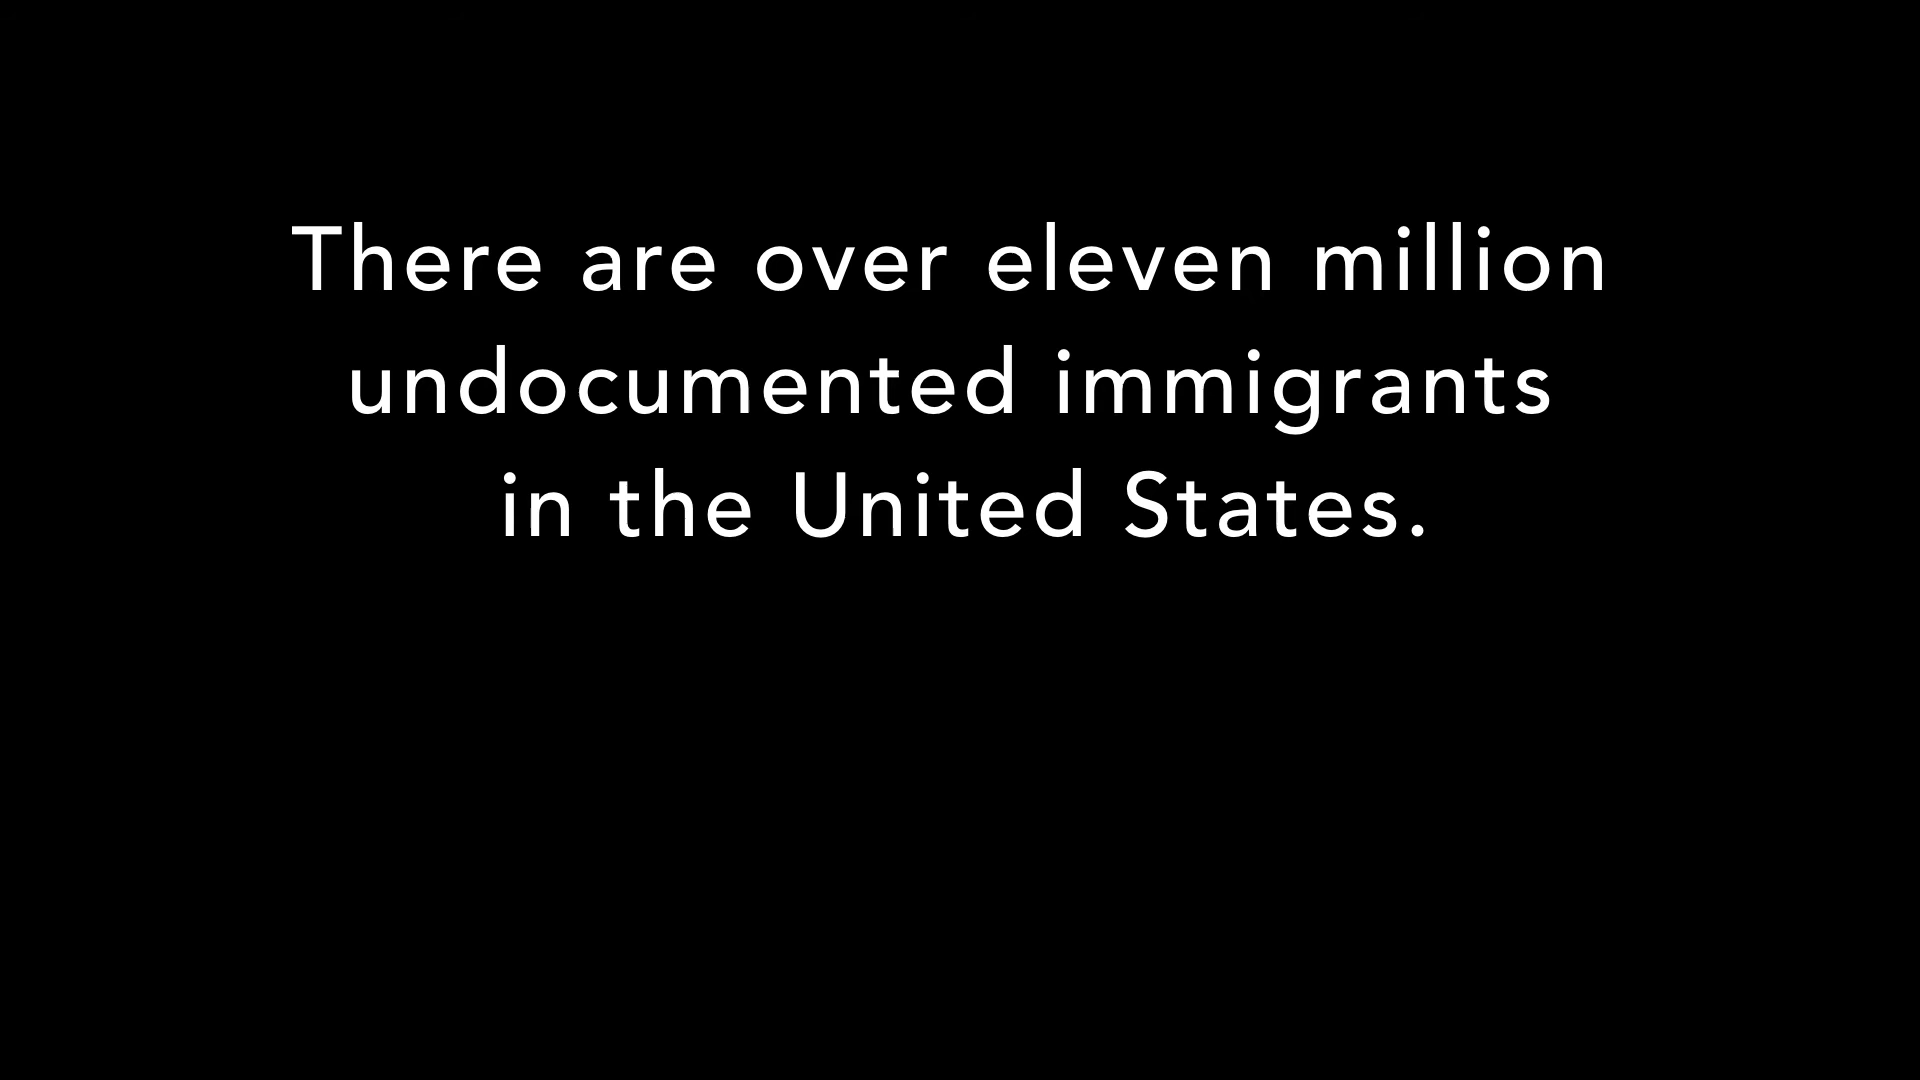 There are over eleven million
undocumented immigrants
in the United States.